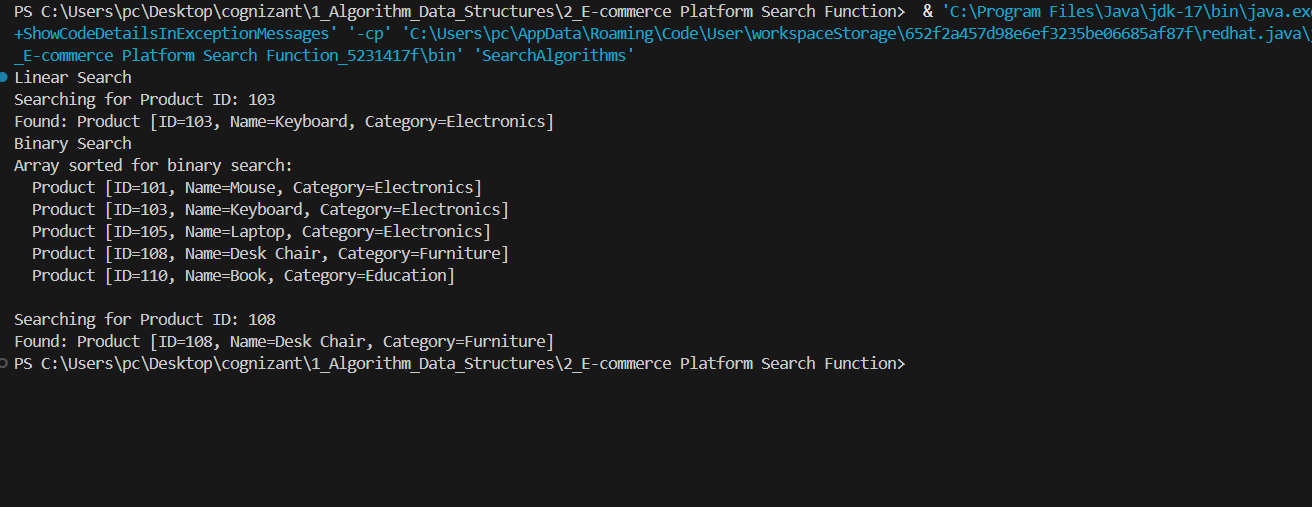 PS C:\Users\pc\Desktop\cognizant\1_Algorithm_Data_Structures\2_E-commerce Platform Search Function>  & 'C:\Program Files\Java\jdk-17\bin\java.exe
+ShowCodeDetailsInExceptionMessages' '-cp' 'C:\Users\pc\AppData\Roaming\Code\User\workspaceStorage\652f2a457d98e6ef3235be06685af87f\redhat.java\
_E-commerce Platform Search Function_5231417f\bin' 'SearchAlgorithms'
Linear Search
Searching for Product ID: 103
Found: Product [ID=103, Name=Keyboard, Category=Electronics]
Binary Search
Array sorted for binary search:
  Product [ID=101, Name=Mouse, Category=Electronics]
  Product [ID=103, Name=Keyboard, Category=Electronics]
  Product [ID=105, Name=Laptop, Category=Electronics]
  Product [ID=108, Name=Desk Chair, Category=Furniture]
  Product [ID=110, Name=Book, Category=Education]

Searching for Product ID: 108
Found: Product [ID=108, Name=Desk Chair, Category=Furniture]
PS C:\Users\pc\Desktop\cognizant\1_Algorithm_Data_Structures\2_E-commerce Platform Search Function>